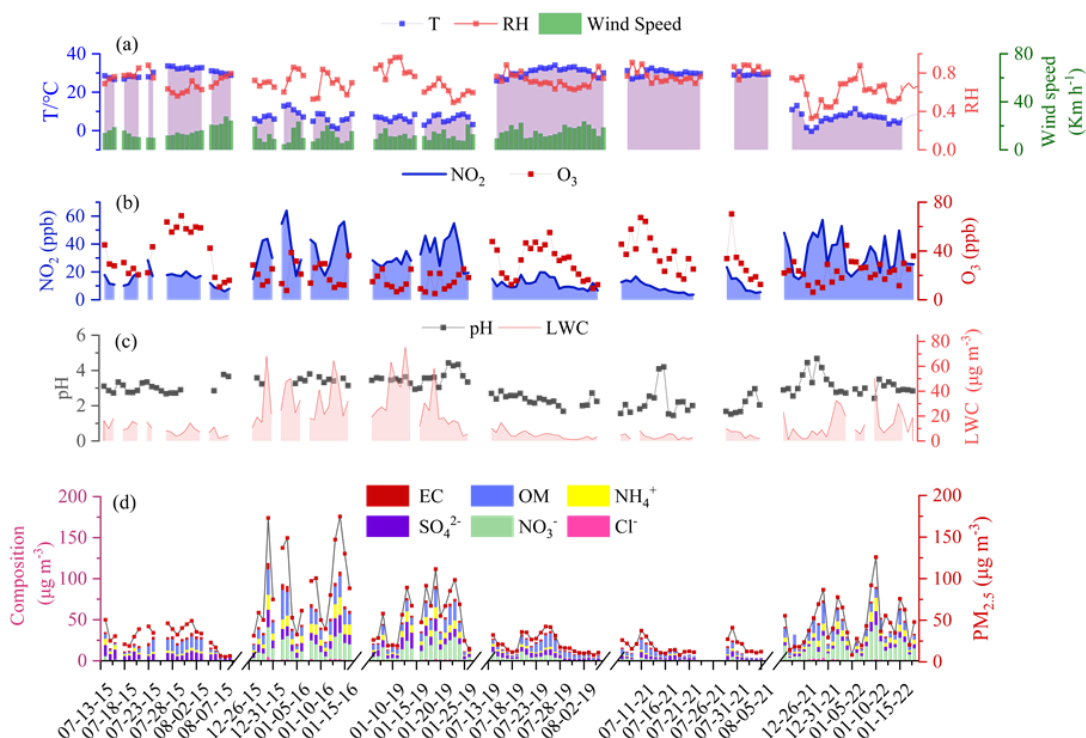 T RH Wind Speed
(a)
40 80
0.8
20 40
0.4
0 0.0 0
T/°C
RH
Wind speed
(Km h⁻¹)
NO₂ O₃
(b)
60 80
60
40
40
20
20
0 0
NO₂ (ppb)
O₃ (ppb)
pH LWC
(c)
6 80
60
4
40
2
20
0 0
pH
LWC (μg m⁻³)
(d)
EC OM NH₄⁺
SO₄²⁻ NO₃⁻ Cl⁻
200 200
150 150
100 100
50 50
0 0
Composition
(μg m⁻³)
PM₂.₅ (μg m⁻³)
07-13-15 07-18-15 07-23-15 07-28-15 08-02-15 08-07-15 12-26-15 12-31-15 01-05-16 01-10-16 01-15-16 01-10-19 01-15-19 01-20-19 07-13-19 07-18-19 07-23-19 07-28-19 08-02-19 07-11-21 07-16-21 07-21-21 07-26-21 07-31-21 08-05-21 12-26-21 12-31-21 01-05-22 01-10-22 01-15-22